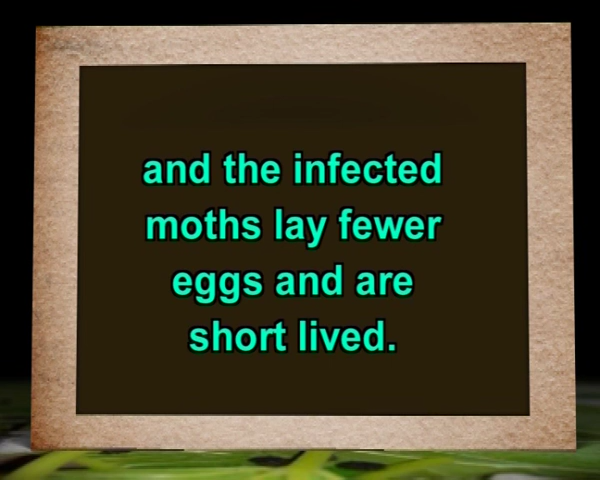 and the infected
moths lay fewer
eggs and are
short lived.